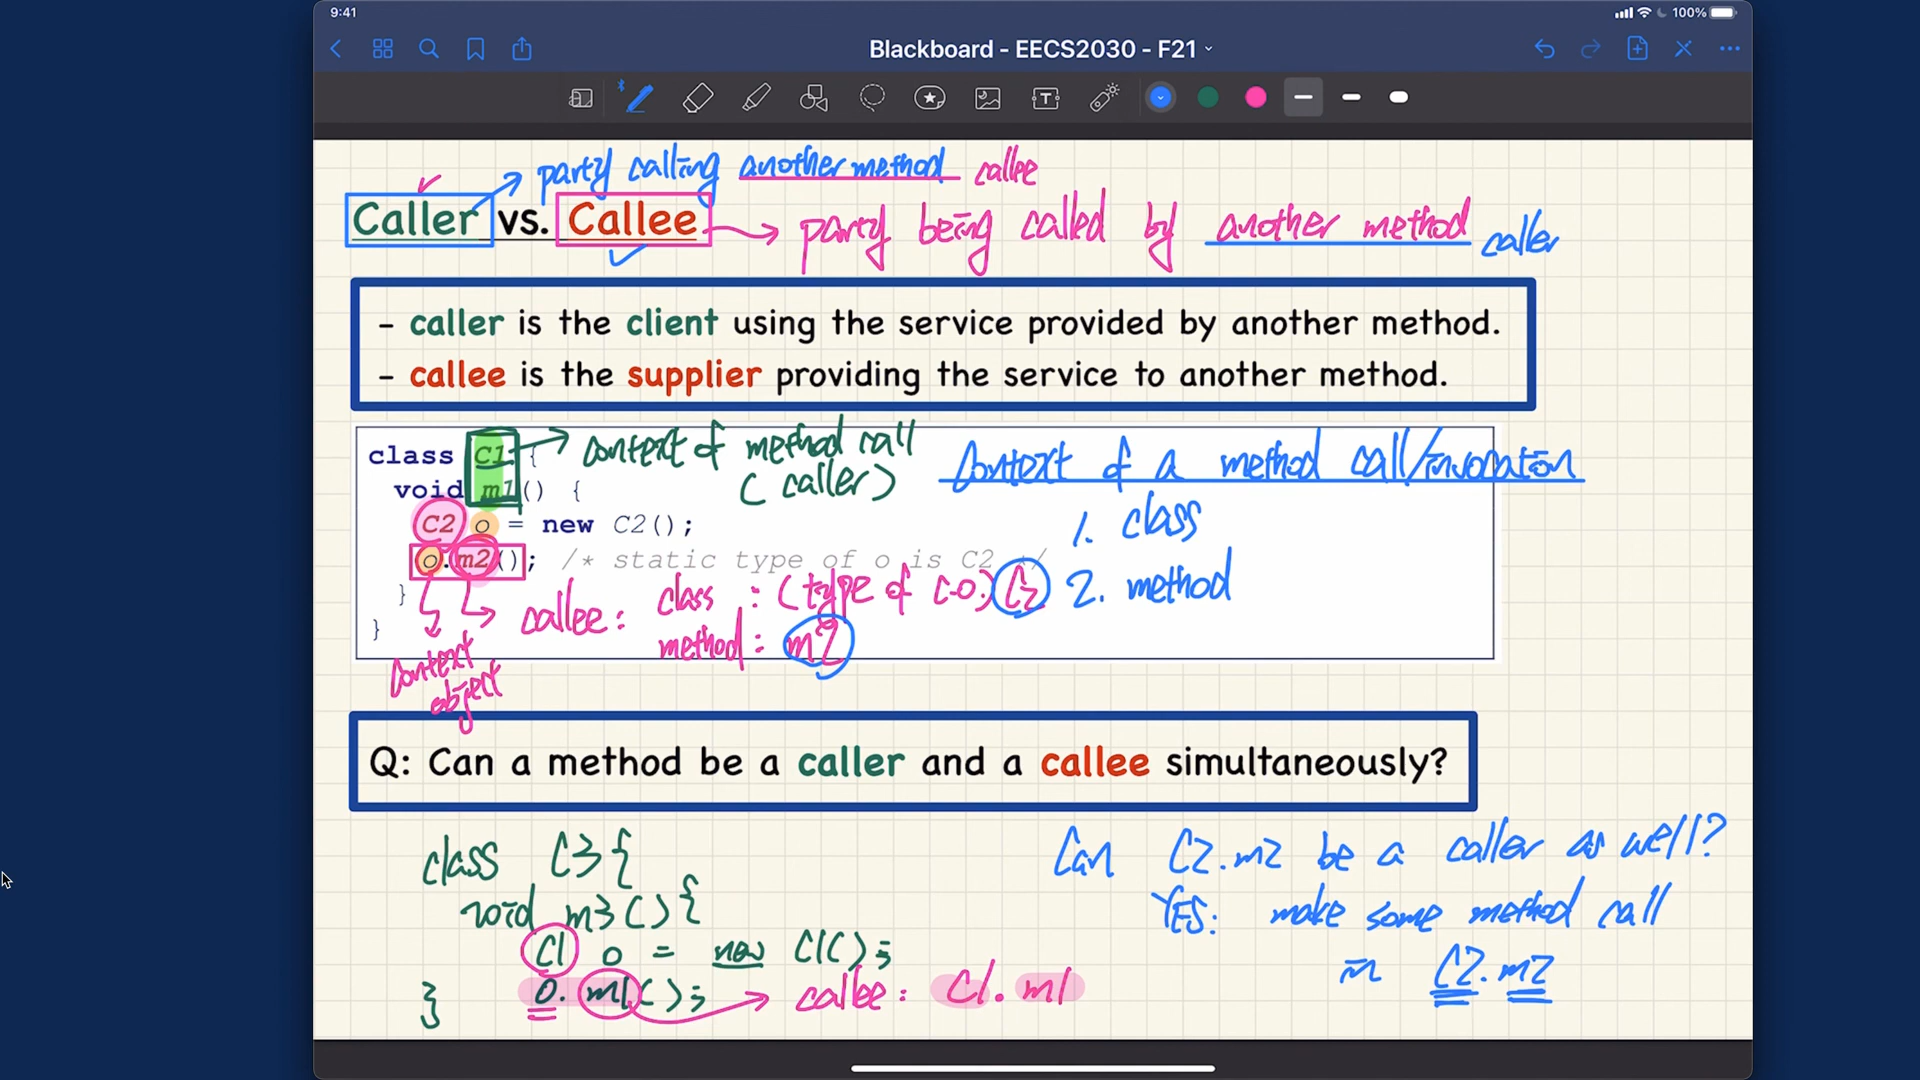 9:41
100%
Blackboard - EECS2030 - F21
party calling another method callee
Caller vs. Callee
party being called by another method caller
- caller is the client using the service provided by another method.
- callee is the supplier providing the service to another method.
class C1 {
context of method call
(caller)
Context of a method call/invocation
void m1() {
1. class
C2 o = new C2();
o.m2(); /* static type of o is C2 */
2. method
}
callee: class : (type of C.O.) C2
method : m2
}
context
object
Q: Can a method be a caller and a callee simultaneously?
class C3 {
void m3() {
C1 o = new C1();
o. m1();
}
callee: C1. m1
Can C2.m2 be a caller as well?
YES: make some method call
in C2.m2